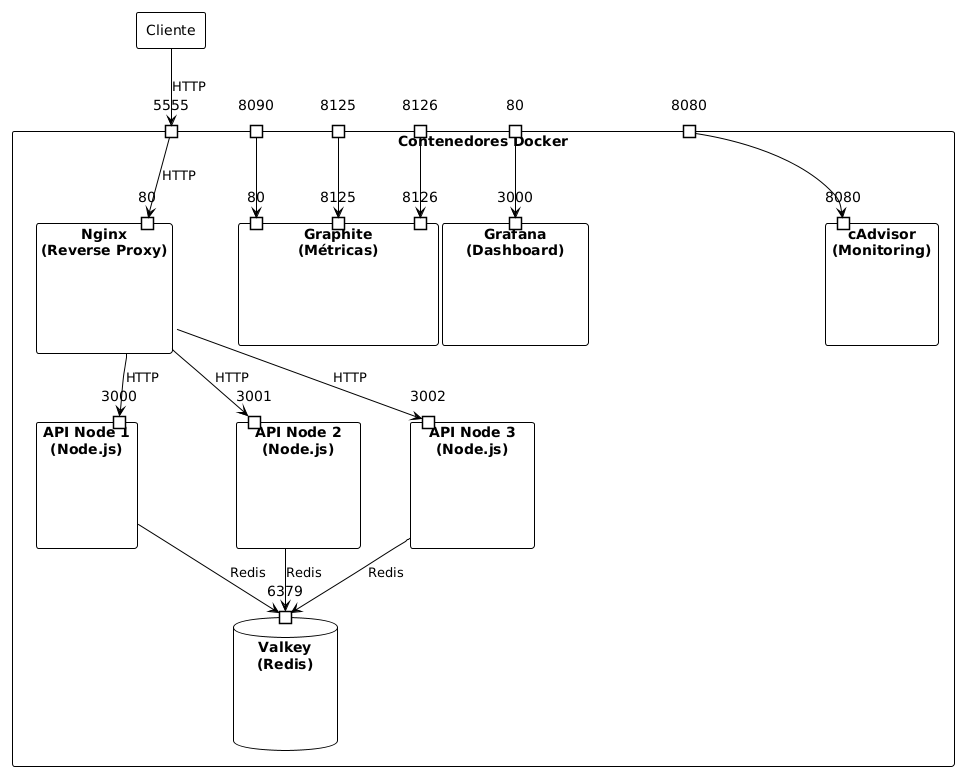 Cliente
HTTP
5555
8090
8125
8126
80
8080
Contenedores Docker
HTTP
80
80
8125
8126
3000
8080
Nginx
(Reverse Proxy)
Graphite
(Métricas)
Grafana
(Dashboard)
cAdvisor
(Monitoring)
HTTP
HTTP
HTTP
3000
3001
3002
API Node 1
(Node.js)
API Node 2
(Node.js)
API Node 3
(Node.js)
Redis
Redis
Redis
6379
Valkey
(Redis)